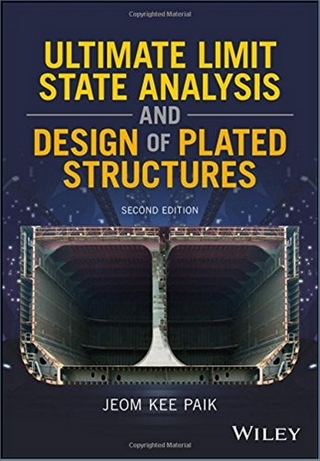 Copyrighted Material
ULTIMATE LIMIT
STATE ANALYSIS
AND
DESIGN OF PLATED
STRUCTURES
SECOND EDITION
JEOM KEE PAIK
WILEY
Copyrighted Material